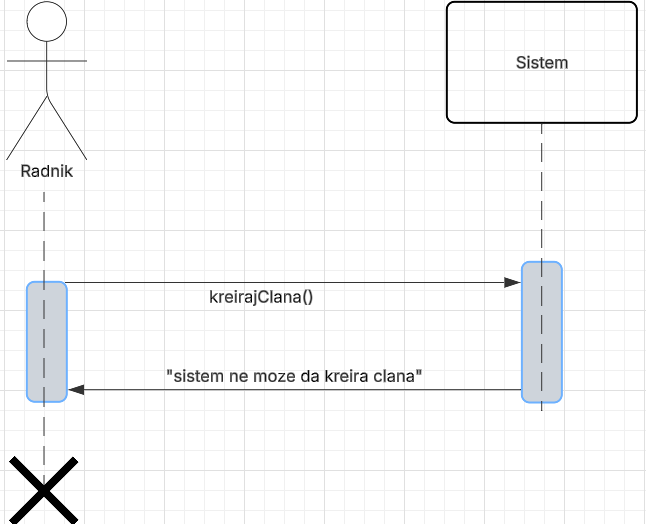 Sistem
Radnik
kreirajClana()
"sistem ne moze da kreira clana"